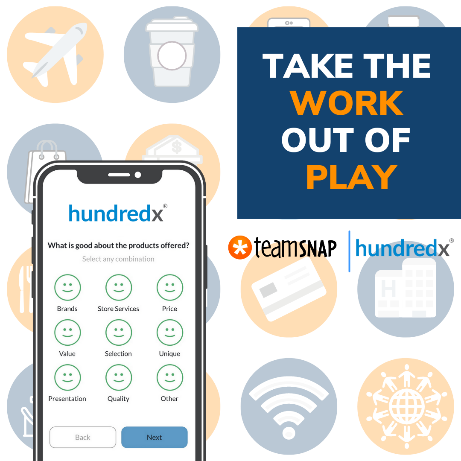 TAKE THE
WORK
OUT OF
PLAY
teamSNAP | hundredx®
hundredx®
What is good about the products offered?
Select any combination
Brands Store Services Price
Value Selection Unique
Presentation Quality Other
Back Next
$
H